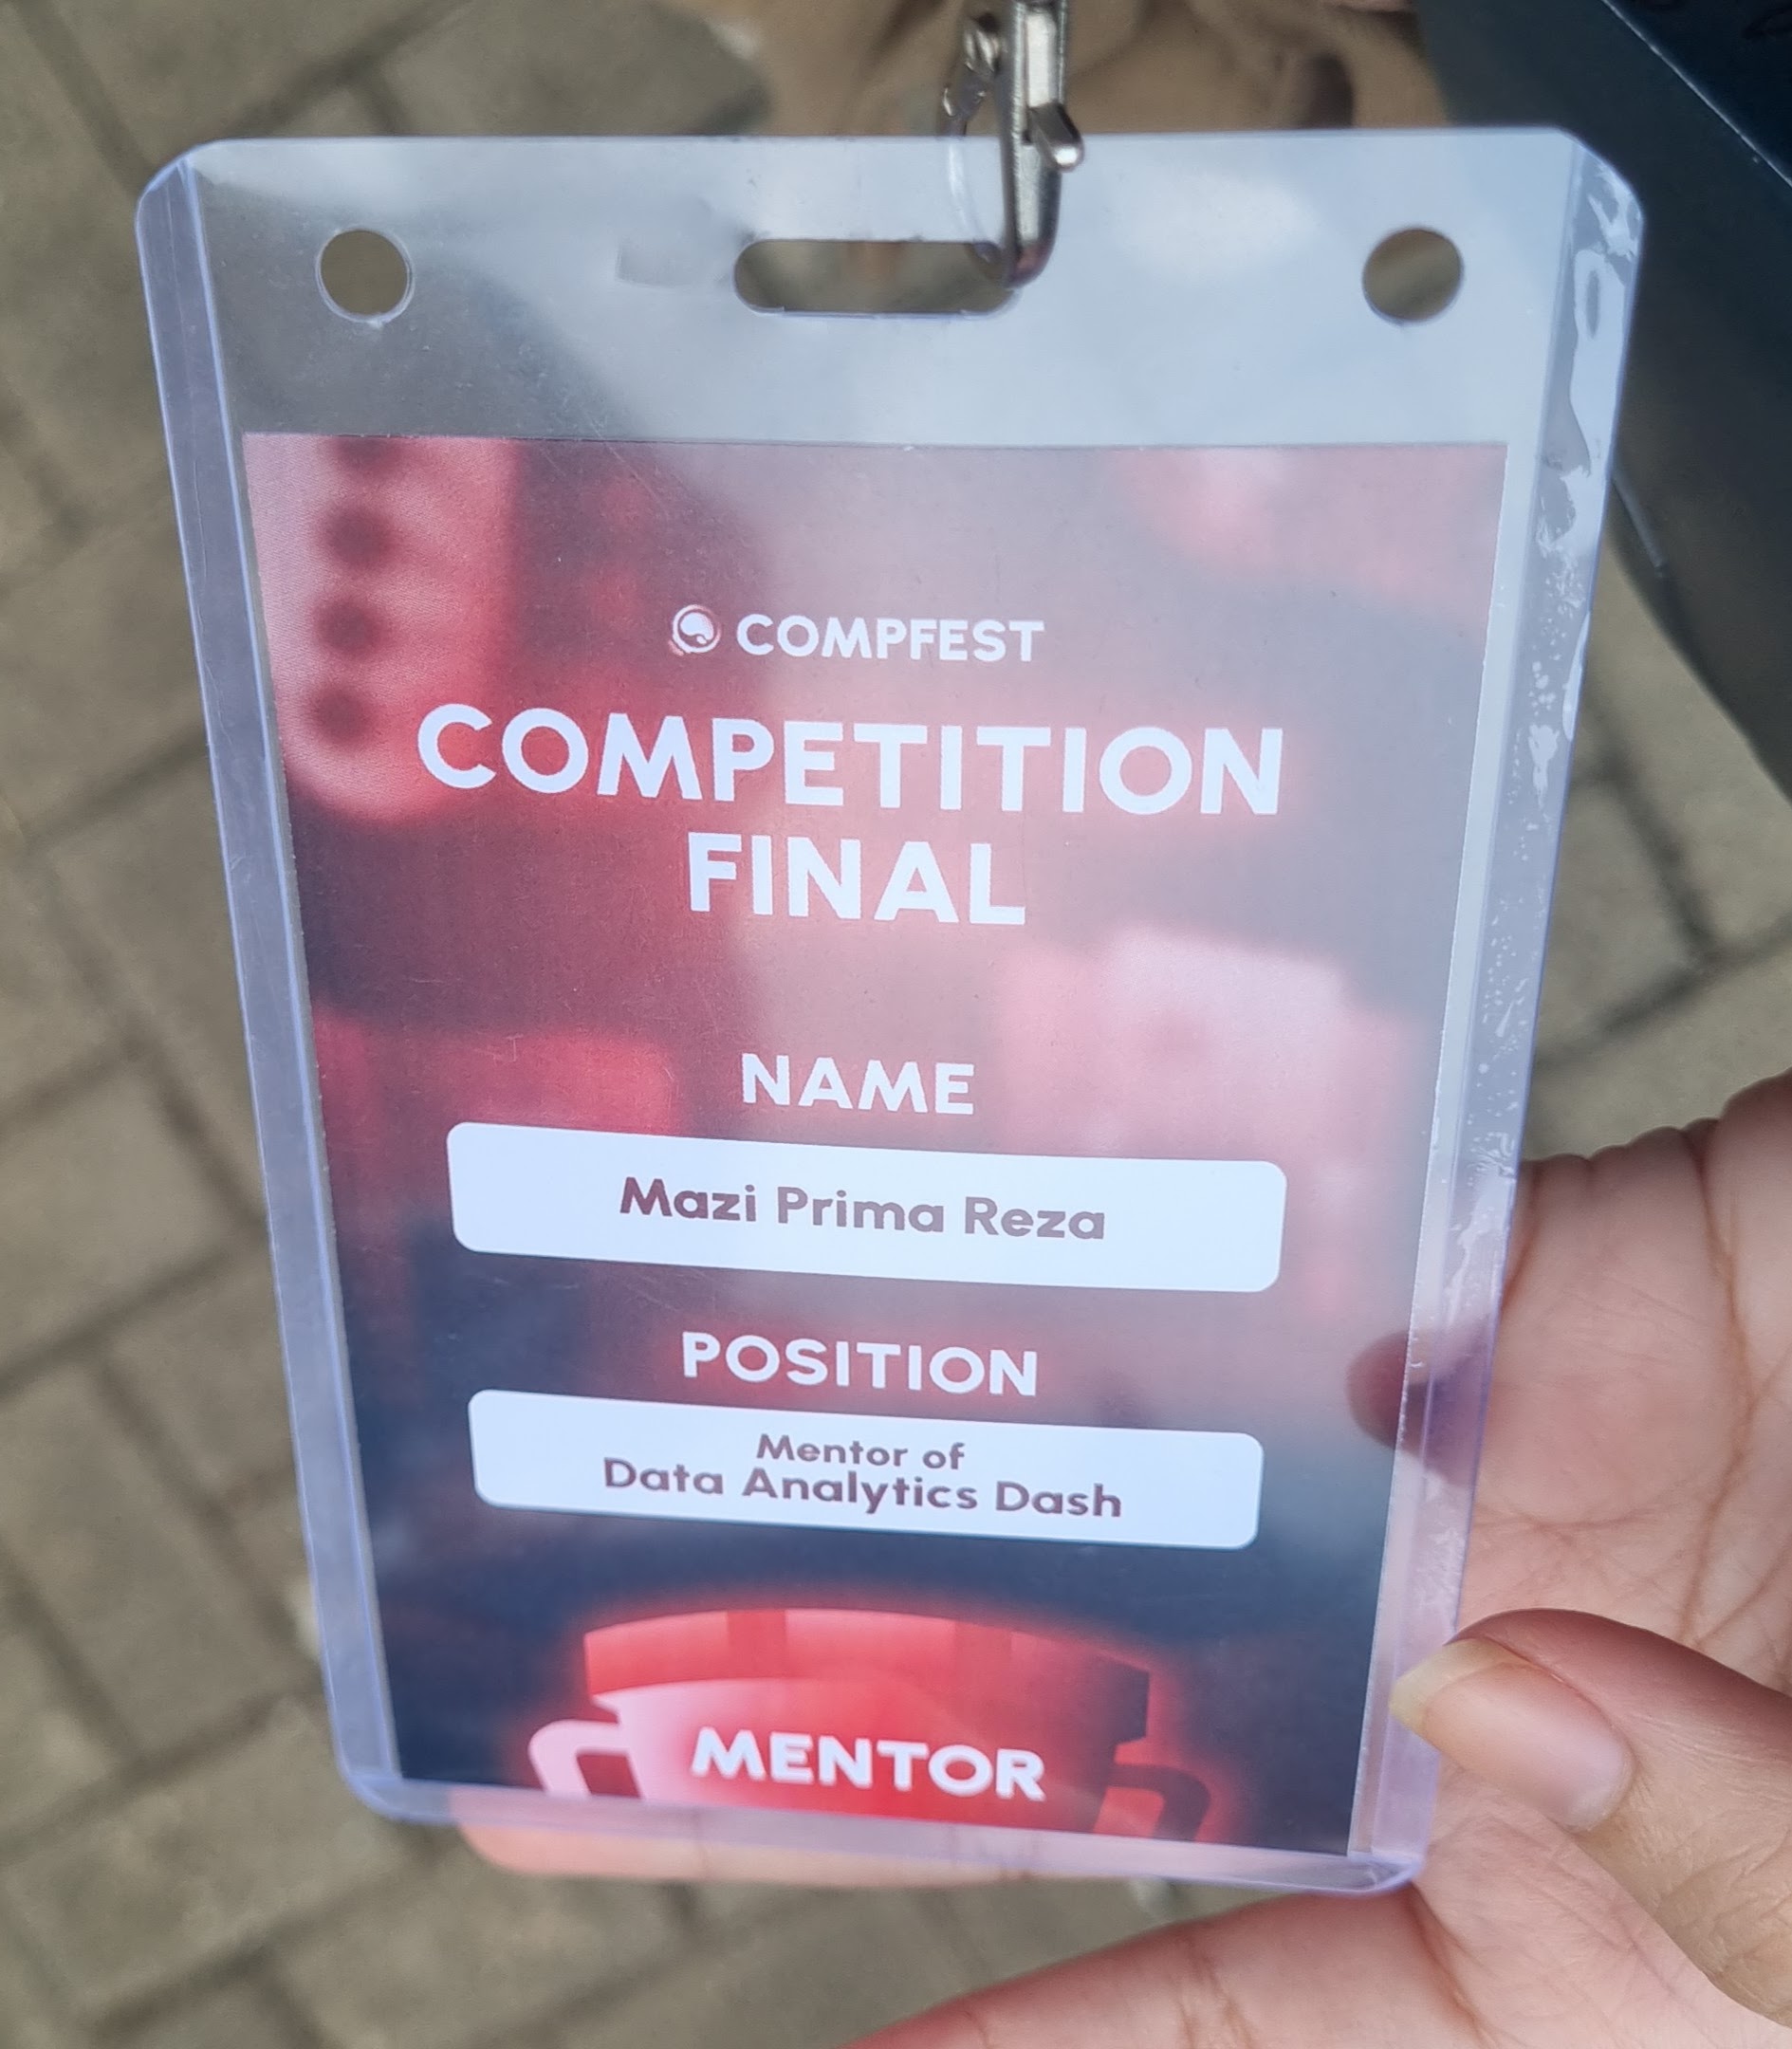 COMPFEST
COMPETITION
FINAL
NAME
Mazi Prima Reza
POSITION
Mentor of
Data Analytics Dash
MENTOR